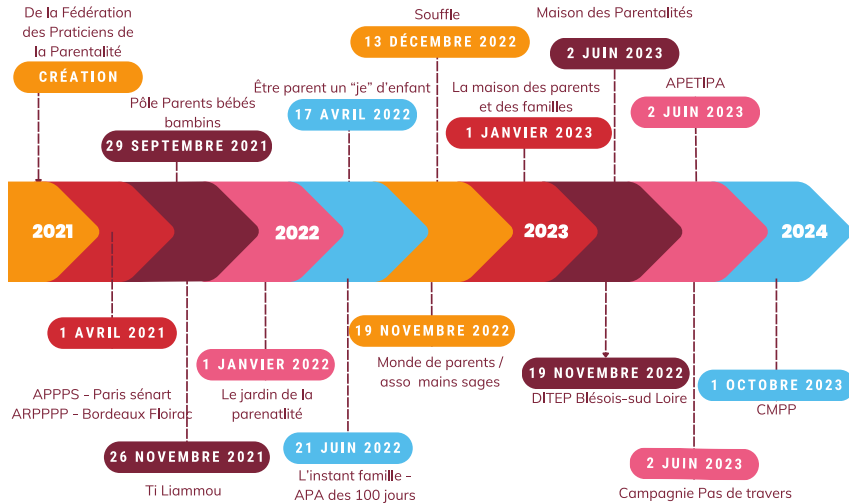 De la Fédération
des Praticiens de
la Parentalité
CRÉATION
Pôle Parents bébés
bambins
29 SEPTEMBRE 2021
Être parent un “je” d’enfant
17 AVRIL 2022
Souffle
13 DÉCEMBRE 2022
La maison des parents
et des familles
1 JANVIER 2023
Maison des Parentalités
2 JUIN 2023
APETIPA
2 JUIN 2023
2021
2022
2023
2024
1 AVRIL 2021
APPPS - Paris sénart
ARPPPP - Bordeaux Floirac
26 NOVEMBRE 2021
Ti Liammou
1 JANVIER 2022
Le jardin de la
parenatlité
21 JUIN 2022
L’instant famille -
APA des 100 jours
19 NOVEMBRE 2022
Monde de parents /
asso mains sages
19 NOVEMBRE 2022
DITEP Blésois-sud Loire
2 JUIN 2023
Campagnie Pas de travers
1 OCTOBRE 2023
CMPP